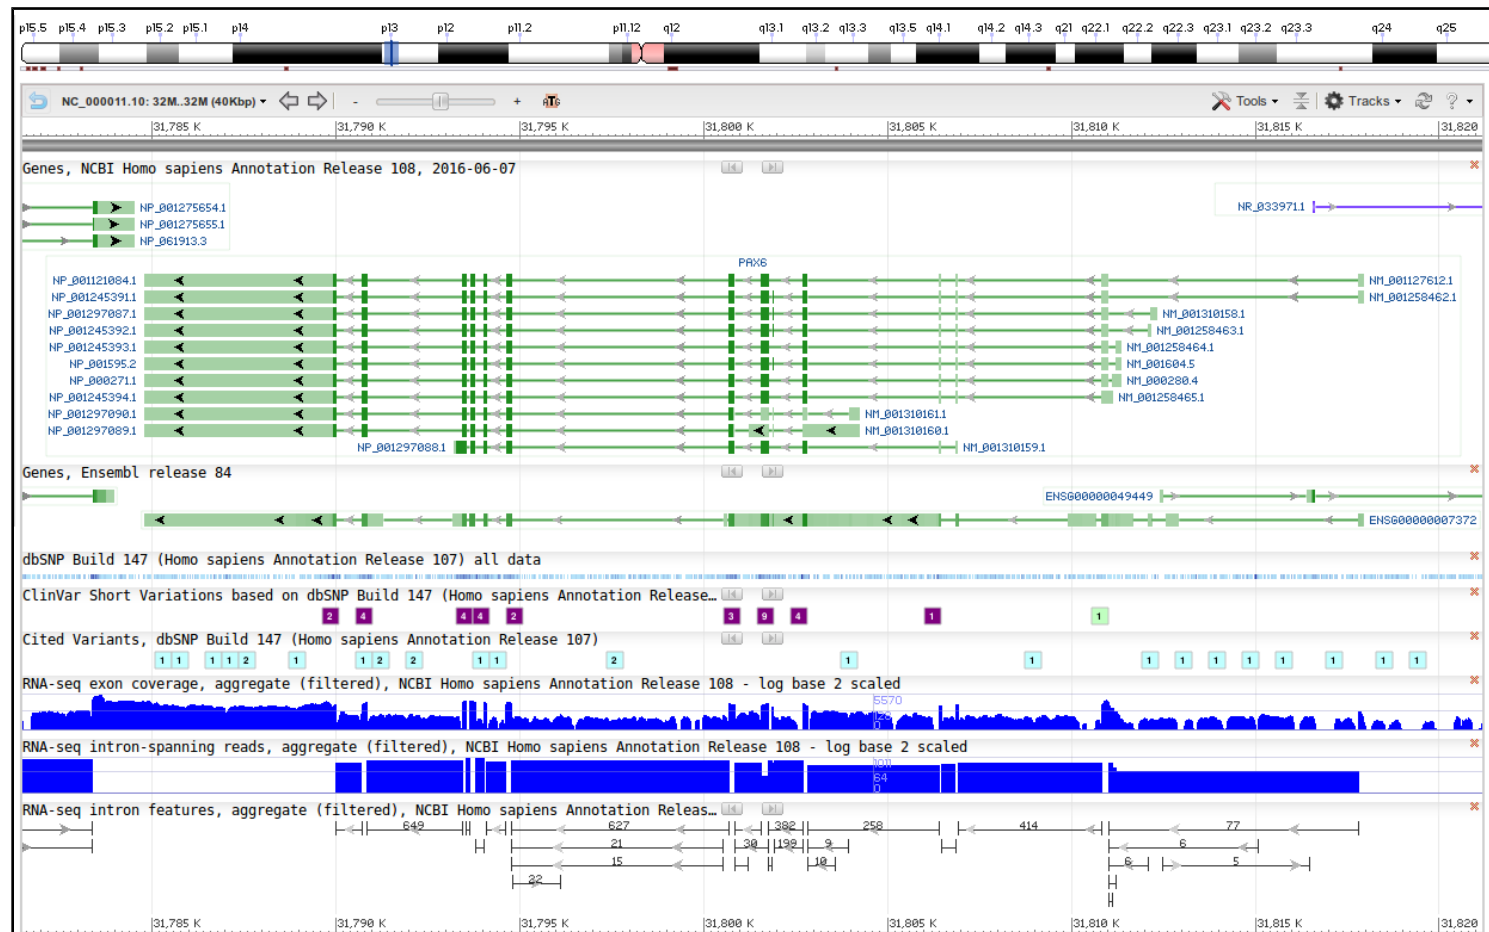 p15.5 p15.4 p15.3 p15.2 p15.1 p14 p13 p12 p11.2 p11.12 q12 q13.1 q13.2 q13.3 q13.5 q14.1 q14.2 q14.3 q21 q22.1 q22.2 q22.3 q23.1 q23.2 q23.3 q24 q25
NC_000011.10: 32M..32M (40Kbp) - + ATG Tools Tracks ?
31,785 K 31,790 K 31,795 K 31,800 K 31,805 K 31,810 K 31,815 K 31,820
Genes, NCBI Homo sapiens Annotation Release 108, 2016-06-07
NP_001275654.1 NR_033971.1
NP_001275655.1
NP_061913.3
PAX6
NP_001121084.1 NM_001127612.1
NP_001245391.1 NM_001258462.1
NP_001297087.1 NM_001310158.1
NP_001245392.1 NM_001258463.1
NP_001245393.1 NM_001258464.1
NP_001595.2 NM_001604.5
NP_000271.1 NM_000280.4
NP_001245394.1 NM_001258465.1
NP_001297090.1 NM_001310161.1
NP_001297089.1 NM_001310160.1
NP_001297088.1 NM_001310159.1
Genes, Ensembl release 84
ENSG00000049449
ENSG00000007372
dbSNP Build 147 (Homo sapiens Annotation Release 107) all data
ClinVar Short Variations based on dbSNP Build 147 (Homo sapiens Annotation Release...
2 4 4 4 2 3 9 4 1 1
Cited Variants, dbSNP Build 147 (Homo sapiens Annotation Release 107)
1 1 1 1 2 1 1 2 2 1 1 2 1 1 1 1 1 1 1 1 1 1
RNA-seq exon coverage, aggregate (filtered), NCBI Homo sapiens Annotation Release 108 - log base 2 scaled
5570
0
RNA-seq intron-spanning reads, aggregate (filtered), NCBI Homo sapiens Annotation Release 108 - log base 2 scaled
1011
64
0
RNA-seq intron features, aggregate (filtered), NCBI Homo sapiens Annotation Releas...
649 627 382 258 414 77
21 30 199 9 6
15 10 6 5
22
31,785 K 31,790 K 31,795 K 31,800 K 31,805 K 31,810 K 31,815 K 31,820